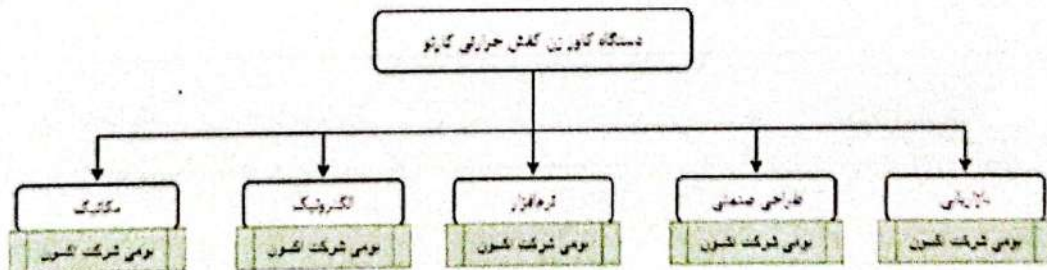 دستگاه کاور زن کفش حرارتی کارنو
بازاریابی
طراحی صنعتی
نرم‌افزار
الکترونیک
مکانیک
بومی شرکت اکسون
بومی شرکت اکسون
بومی شرکت اکسون
بومی شرکت اکسون
بومی شرکت اکسون